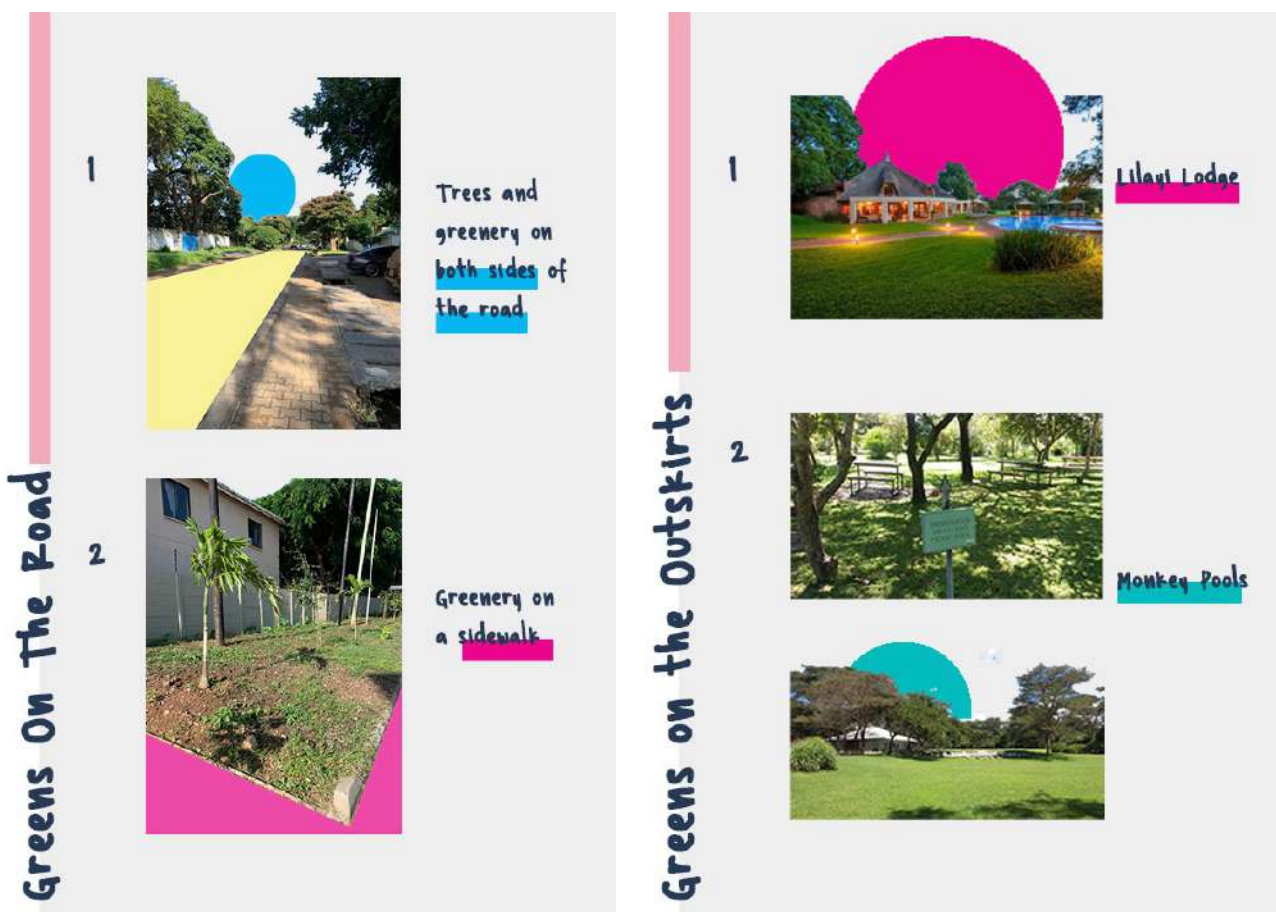 Greens On The Road
1
Trees and
greenery on
both sides of
the road
2
Greenery on
a sidewalk
Greens on the Outskirts
1
Lilayi Lodge
2
Monkey Pools